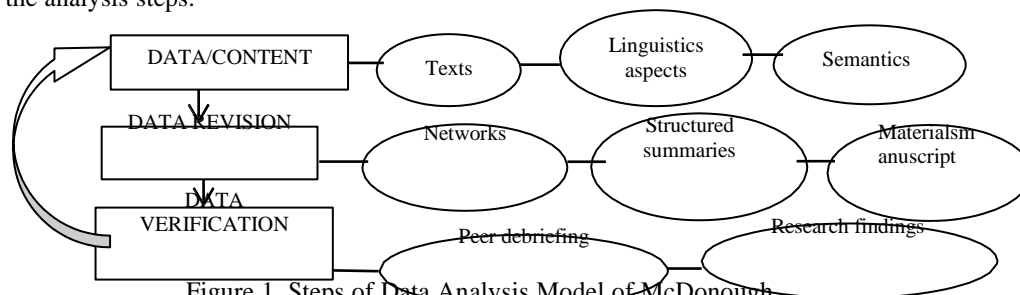 the analysis steps.
DATA/CONTENT
Texts
Linguistics
aspects
Semantics
DATA REVISION
Networks
Structured
summaries
Materialsm
anuscript
DATA
VERIFICATION
Peer debriefing
Research findings
Figure 1. Steps of Data Analysis Model of McDonough